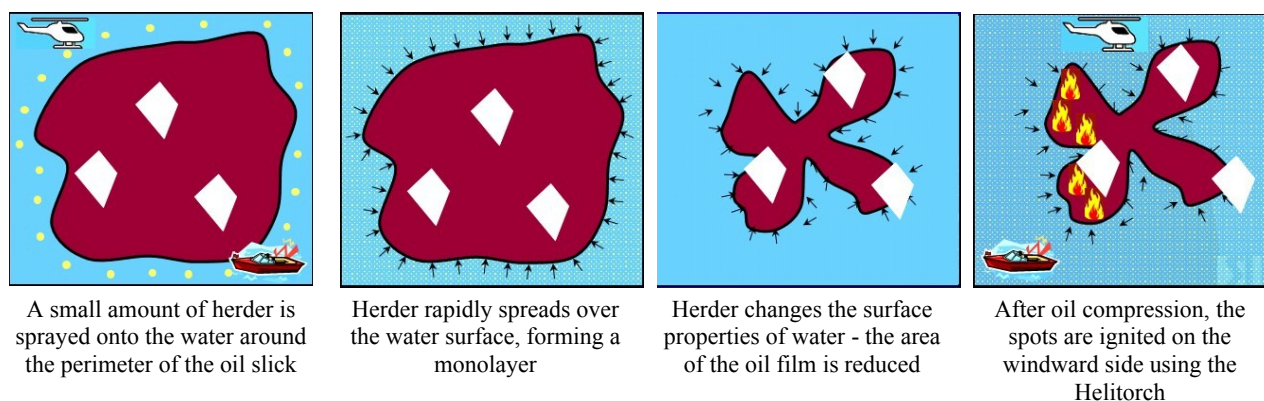 A small amount of herder is
sprayed onto the water around
the perimeter of the oil slick
Herder rapidly spreads over
the water surface, forming a
monolayer
Herder changes the surface
properties of water - the area
of the oil film is reduced
After oil compression, the
spots are ignited on the
windward side using the
Helitorch